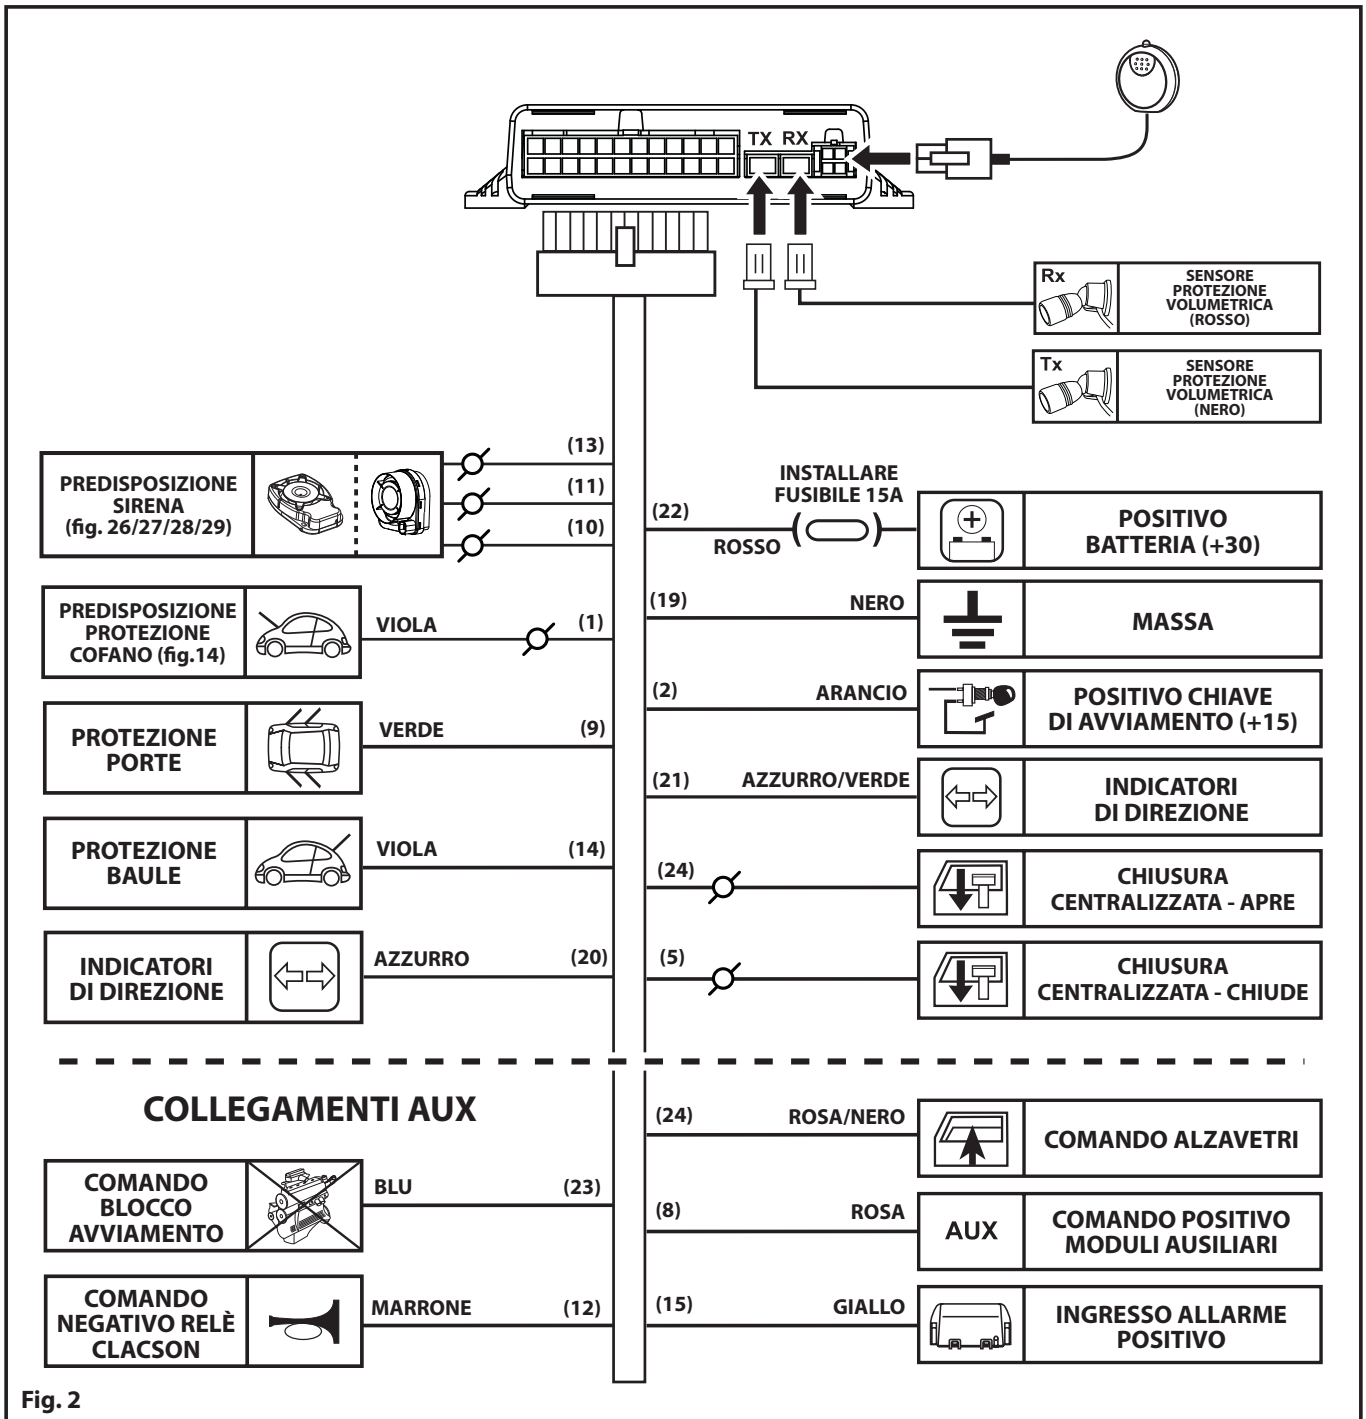 TX RX
Rx
SENSORE
PROTEZIONE
VOLUMETRICA
(ROSSO)
Tx
SENSORE
PROTEZIONE
VOLUMETRICA
(NERO)
PREDISPOSIZIONE
SIRENA
(fig. 26/27/28/29)
(13)
(11)
(10)
PREDISPOSIZIONE
PROTEZIONE
COFANO (fig.14)
VIOLA
(1)
PROTEZIONE
PORTE
VERDE
(9)
PROTEZIONE
BAULE
VIOLA
(14)
INDICATORI
DI DIREZIONE
AZZURRO
(20)
(22)
ROSSO
INSTALLARE
FUSIBILE 15A
POSITIVO
BATTERIA (+30)
(19)
NERO
MASSA
(2)
ARANCIO
POSITIVO CHIAVE
DI AVVIAMENTO (+15)
(21)
AZZURRO/VERDE
INDICATORI
DI DIREZIONE
(24)
CHIUSURA
CENTRALIZZATA - APRE
(5)
CHIUSURA
CENTRALIZZATA - CHIUDE
COLLEGAMENTI AUX
COMANDO
BLOCCO
AVVIAMENTO
BLU
(23)
COMANDO
NEGATIVO RELÈ
CLACSON
MARRONE
(12)
(24)
ROSA/NERO
COMANDO ALZAVETRI
(8)
ROSA
AUX
COMANDO POSITIVO
MODULI AUSILIARI
(15)
GIALLO
INGRESSO ALLARME
POSITIVO
Fig. 2